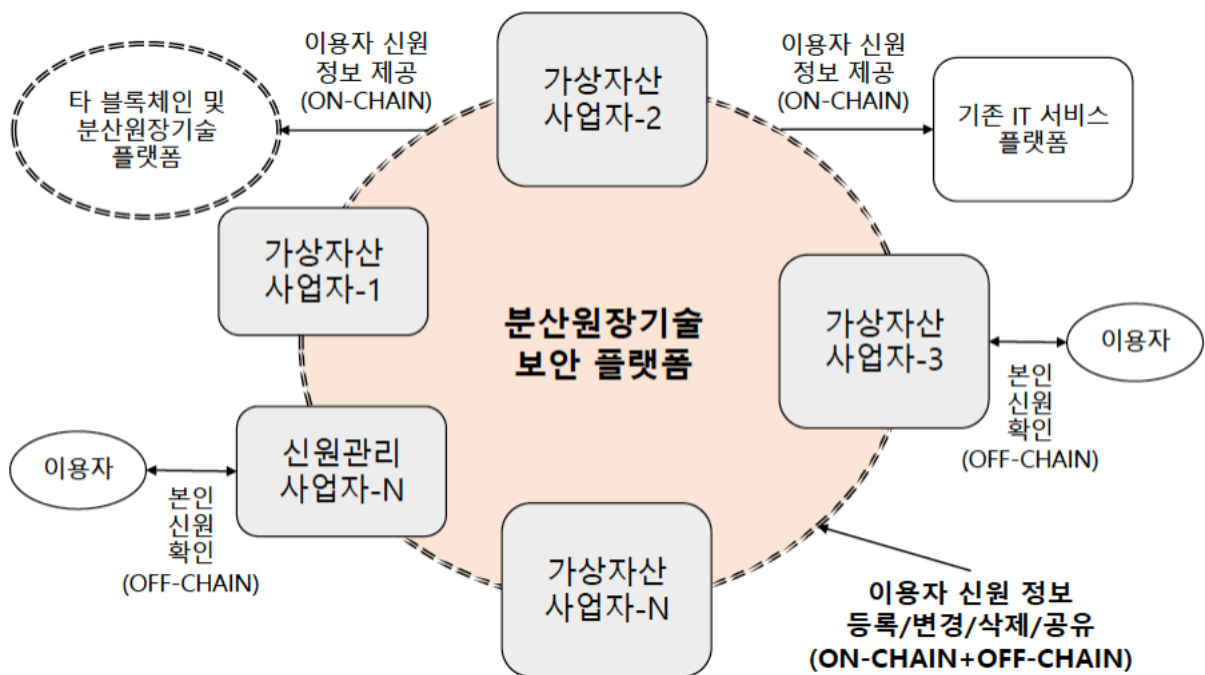 이용자 신원
정보 제공
(ON-CHAIN)
가상자산
사업자-2
이용자 신원
정보 제공
(ON-CHAIN)
타 블록체인 및
분산원장기술
플랫폼
기존 IT 서비스
플랫폼
가상자산
사업자-1
분산원장기술
보안 플랫폼
가상자산
사업자-3
이용자
본인
신원
확인
(OFF-CHAIN)
이용자
신원관리
사업자-N
본인
신원
확인
(OFF-CHAIN)
가상자산
사업자-N
이용자 신원 정보
등록/변경/삭제/공유
(ON-CHAIN+OFF-CHAIN)